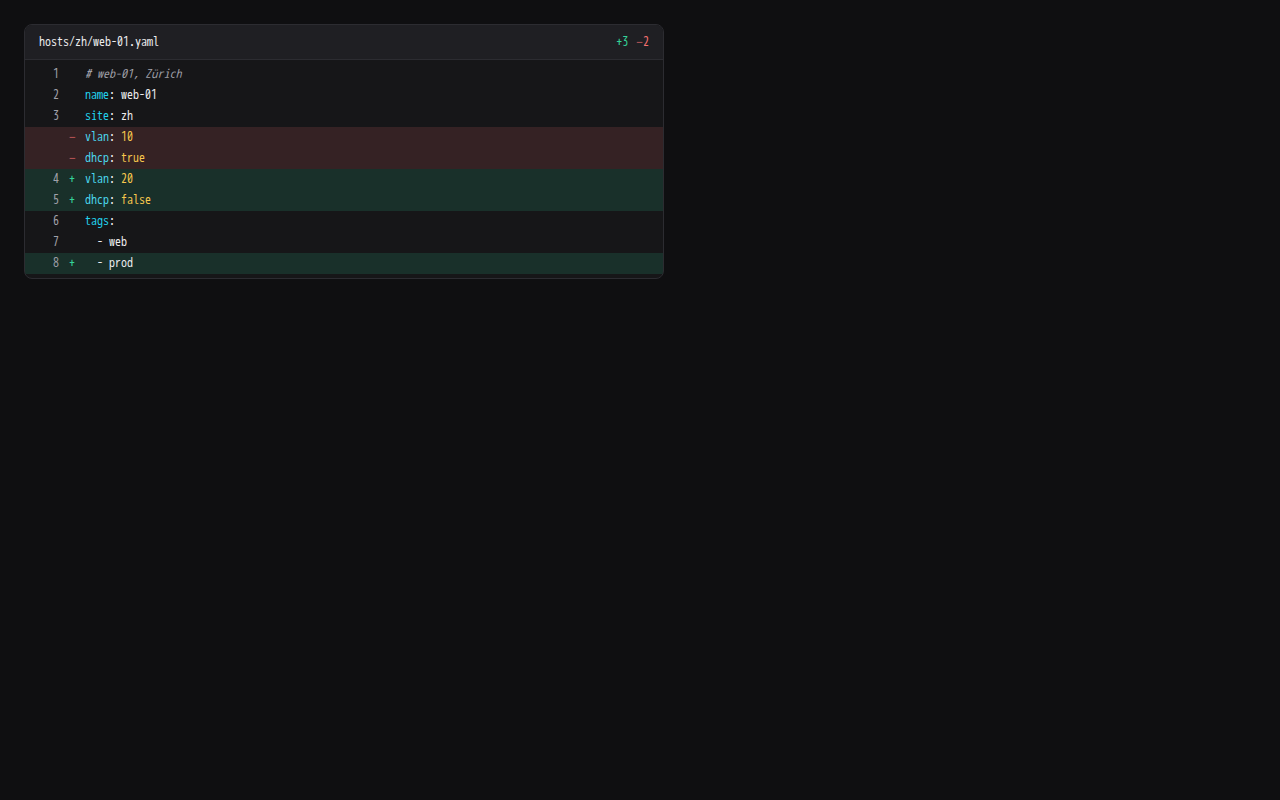 hosts/zh/web-01.yaml +3 −2
1 # web-01, Zürich
2 name: web-01
3 site: zh
− vlan: 10
− dhcp: true
4 + vlan: 20
5 + dhcp: false
6 tags:
7   - web
8 +   - prod